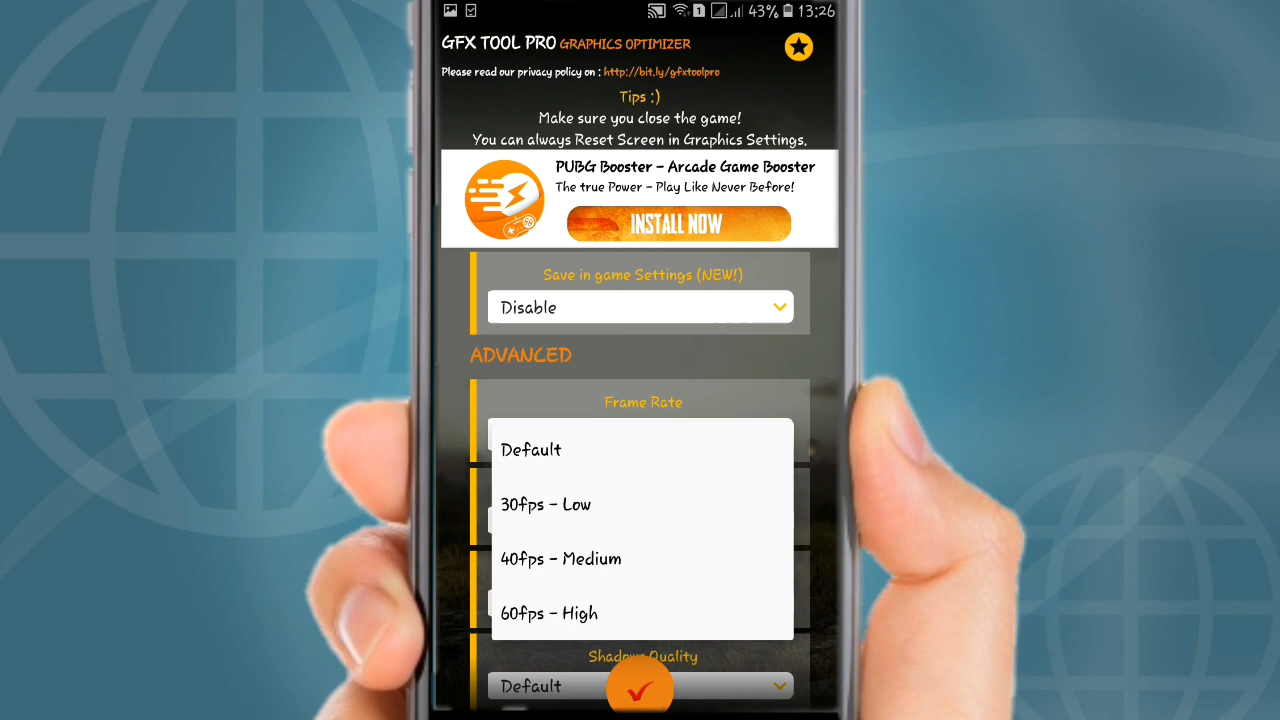 1 43% 13:26
GFX TOOL PRO GRAPHICS OPTIMIZER
Please read our privacy policy on : http://bit.ly/gfxtoolpro
Tips :)
Make sure you close the game!
You can always Reset Screen in Graphics Settings.
PUBG Booster - Arcade Game Booster
The true Power - Play Like Never Before!
INSTALL NOW
Save in game Settings (NEW!)
Disable
ADVANCED
Frame Rate
Default
30fps - Low
40fps - Medium
60fps - High
Shadows Quality
Default